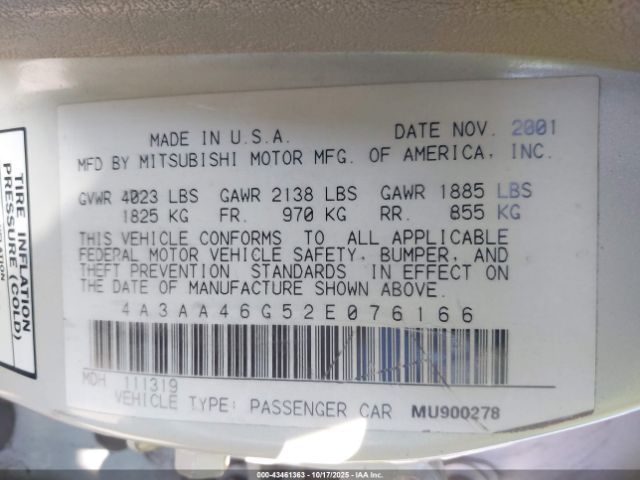 MADE IN U.S.A. DATE NOV. 2001
MFD BY MITSUBISHI MOTOR MFG. OF AMERICA, INC.
GVWR 4023 LBS GAWR 2138 LBS GAWR 1885 LBS
1825 KG FR. 970 KG RR. 855 KG
THIS VEHICLE CONFORMS TO ALL APPLICABLE
FEDERAL MOTOR VEHICLE SAFETY, BUMPER, AND
THEFT PREVENTION STANDARDS IN EFFECT ON
THE DATE OF MANUFACTURE SHOWN ABOVE.
4A3AA46G52E076166
MDH 111319
VEHICLE TYPE: PASSENGER CAR MU900278
TIRE INFLATION
PRESSURE (COLD)
000-43461363 - 10/17/2025 - IAA Inc.